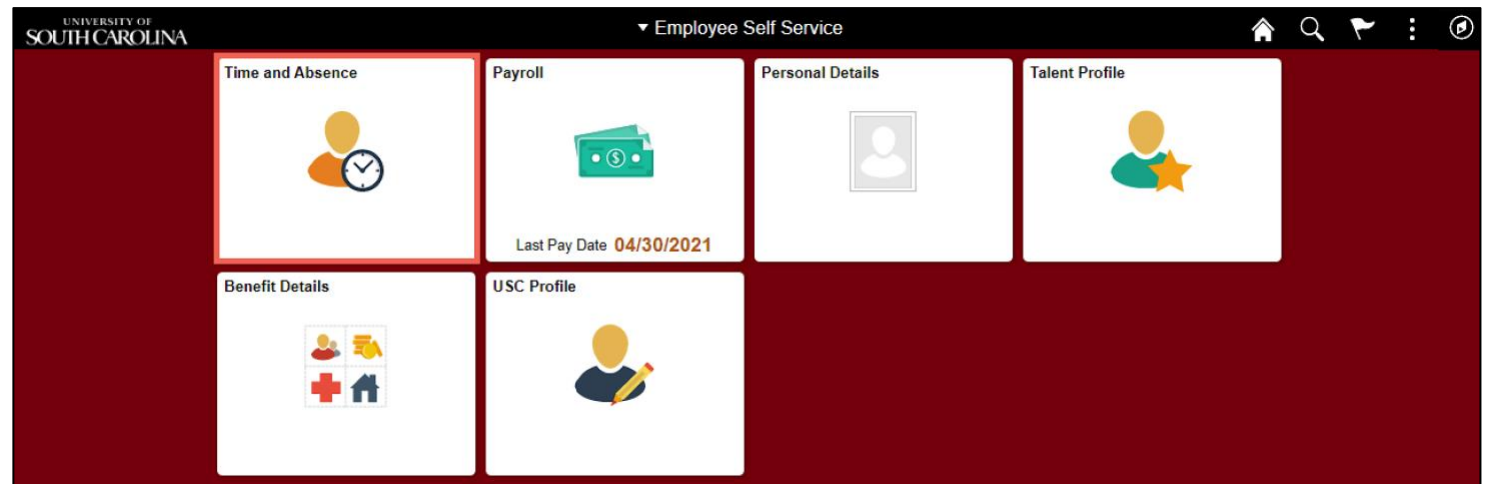 UNIVERSITY OF
SOUTH CAROLINA
Employee Self Service
Time and Absence
Payroll
Last Pay Date 04/30/2021
Personal Details
Talent Profile
Benefit Details
USC Profile